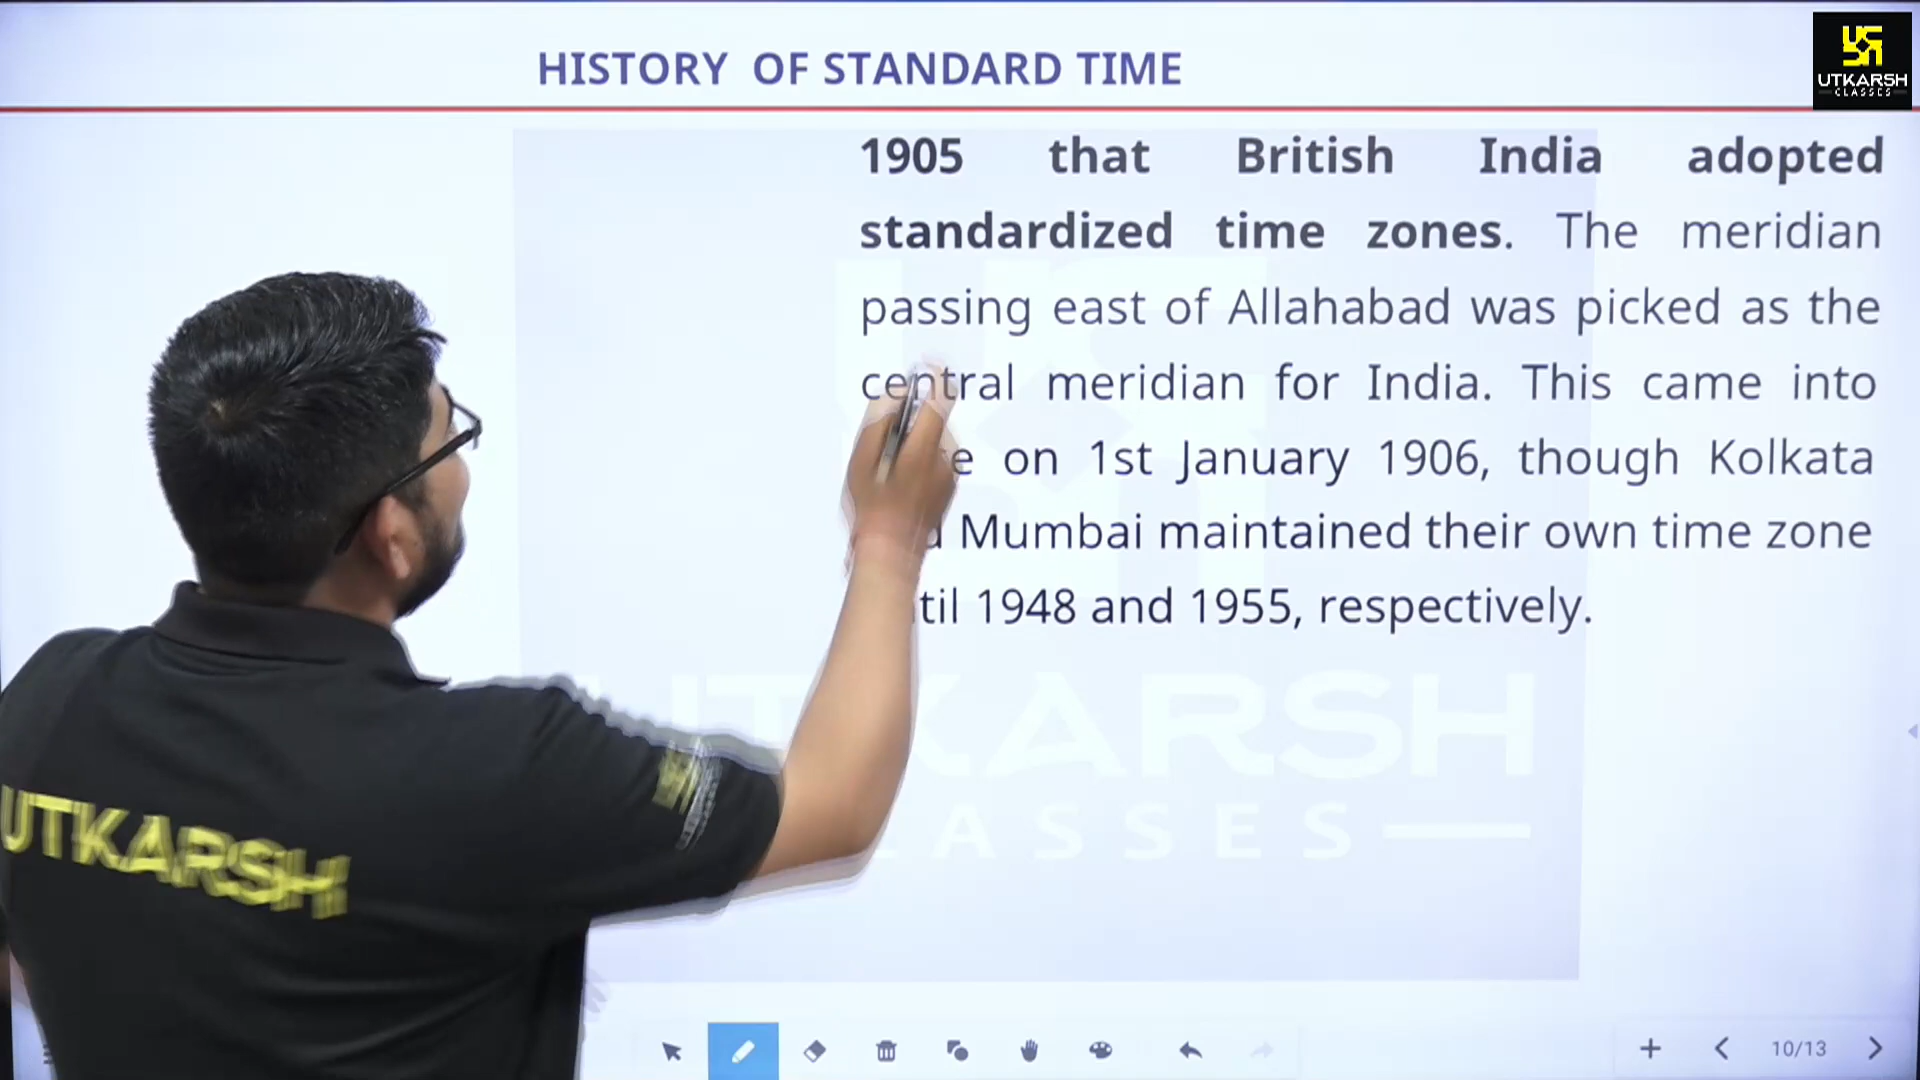 HISTORY OF STANDARD TIME
UTKARSH
CLASSES
1905 that British India adopted
standardized time zones. The meridian
passing east of Allahabad was picked as the
central meridian for India. This came into
on 1st January 1906, though Kolkata
Mumbai maintained their own time zone
1948 and 1955, respectively.
UTKARSH
UTKARSH
10/13